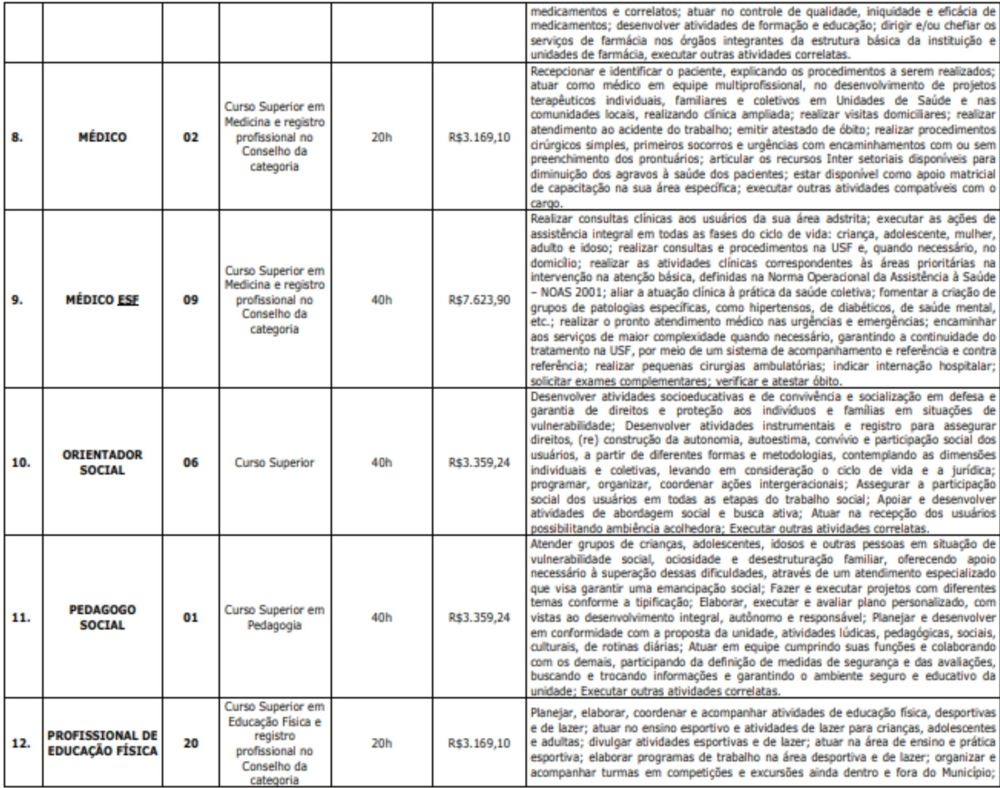 medicamentos e correlatos; atuar no controle de qualidade, iniquidade e eficácia de
medicamentos; desenvolver atividades de formação e educação; dirigir e/ou chefiar os
serviços de farmácia nos órgãos integrantes da estrutura básica da instituição e
unidades de farmácia, executar outras atividades correlatas.
8.
MÉDICO
02
Curso Superior em
Medicina e registro
profissional no
Conselho da
categoria
20h
R$3.169,10
Recepcionar e identificar o paciente, explicando os procedimentos a serem realizados;
atuar como médico em equipe multiprofissional, no desenvolvimento de projetos
terapêuticos individuais, familiares e coletivos em Unidades de Saúde e nas
comunidades locais, realizando clínica ampliada; realizar visitas domiciliares; realizar
atendimento ao acidente do trabalho; emitir atestado de óbito; realizar procedimentos
cirúrgicos simples, primeiros socorros e urgências com encaminhamentos com ou sem
preenchimento dos prontuários; articular os recursos Inter setoriais disponíveis para
diminuição dos agravos à saúde dos pacientes; estar disponível como apoio matricial
de capacitação na sua área específica; executar outras atividades compatíveis com o
cargo.
9.
MÉDICO ESF
09
Curso Superior em
Medicina e registro
profissional no
Conselho da
categoria
40h
R$7.623,90
Realizar consultas clínicas aos usuários da sua área adstrita; executar as ações de
assistência integral em todas as fases do ciclo de vida: criança, adolescente, mulher,
adulto e idoso; realizar consultas e procedimentos na USF e, quando necessário, no
domicílio; realizar as atividades clínicas correspondentes às áreas prioritárias na
intervenção na atenção básica, definidas na Norma Operacional da Assistência à Saúde
– NOAS 2001; aliar a atuação clínica à prática da saúde coletiva; fomentar a criação de
grupos de patologias específicas, como hipertensos, de diabéticos, de saúde mental,
etc.; realizar o pronto atendimento médico nas urgências e emergências; encaminhar
aos serviços de maior complexidade quando necessário, garantindo a continuidade do
tratamento na USF, por meio de um sistema de acompanhamento e referência e contra
referência; realizar pequenas cirurgias ambulatórias; indicar internação hospitalar;
solicitar exames complementares; verificar e atestar óbito.
10.
ORIENTADOR
SOCIAL
06
Curso Superior
40h
R$3.359,24
Desenvolver atividades socioeducativas e de convivência e socialização em defesa e
garantia de direitos e proteção aos indivíduos e famílias em situações de
vulnerabilidade; Desenvolver atividades instrumentais e registro para assegurar
direitos, (re) construção da autonomia, autoestima, convívio e participação social dos
usuários, a partir de diferentes formas e metodologias, contemplando as dimensões
individuais e coletivas, levando em consideração o ciclo de vida e a jurídica;
programar, organizar, coordenar ações intergeracionais; Assegurar a participação
social dos usuários em todas as etapas do trabalho social; Apoiar e desenvolver
atividades de abordagem social e busca ativa; Atuar na recepção dos usuários
possibilitando ambiência acolhedora; Executar outras atividades correlatas.
11.
PEDAGOGO
SOCIAL
01
Curso Superior em
Pedagogia
40h
R$3.359,24
Atender grupos de crianças, adolescentes, idosos e outras pessoas em situação de
vulnerabilidade social, ociosidade e desestruturação familiar, oferecendo apoio
necessário à superação dessas dificuldades, através de um atendimento especializado
que visa garantir uma emancipação social; Fazer e executar projetos com diferentes
temas conforme a tipificação; Elaborar, executar e avaliar plano personalizado, com
vistas ao desenvolvimento integral, autônomo e responsável; Planejar e desenvolver
em conformidade com a proposta da unidade, atividades lúdicas, pedagógicas, sociais,
culturais, de rotinas diárias; Atuar em equipe cumprindo suas funções e colaborando
com os demais, participando da definição de medidas de segurança e das avaliações,
buscando e trocando informações e garantindo o ambiente seguro e educativo da
unidade; Executar outras atividades correlatas.
12.
PROFISSIONAL DE
EDUCAÇÃO FÍSICA
20
Curso Superior em
Educação Física e
registro
profissional no
Conselho da
categoria
20h
R$3.169,10
Planejar, elaborar, coordenar e acompanhar atividades de educação física, desportivas
e de lazer; atuar no ensino esportivo e atividades de lazer para crianças, adolescentes
e adultas; divulgar atividades esportivas e de lazer; atuar na área de ensino e prática
esportiva; elaborar programas de trabalho na área desportiva e de lazer; organizar e
acompanhar turmas em competições e excursões ainda dentro e fora do Município;